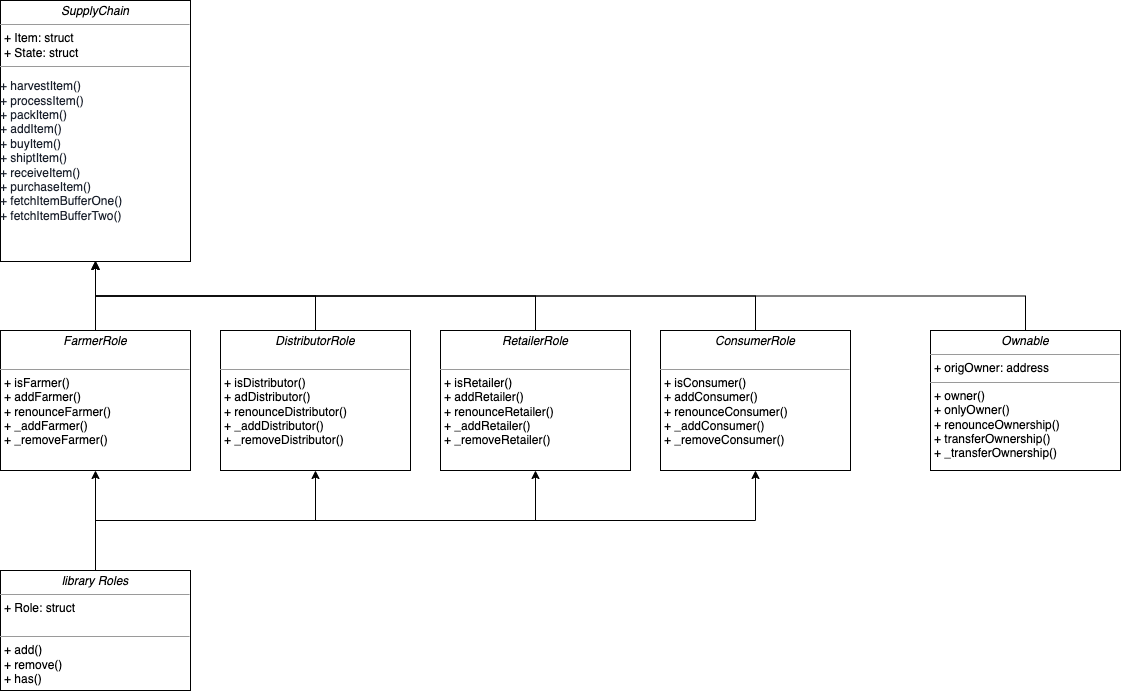 SupplyChain
+ Item: struct
+ State: struct
+ harvestItem()
+ processItem()
+ packItem()
+ addItem()
+ buyItem()
+ shiptItem()
+ receiveItem()
+ purchaseItem()
+ fetchItemBufferOne()
+ fetchItemBufferTwo()
FarmerRole
+ isFarmer()
+ addFarmer()
+ renounceFarmer()
+ _addFarmer()
+ _removeFarmer()
DistributorRole
+ isDistributor()
+ adDistributor()
+ renounceDistributor()
+ _addDistributor()
+ _removeDistributor()
RetailerRole
+ isRetailer()
+ addRetailer()
+ renounceRetailer()
+ _addRetailer()
+ _removeRetailer()
ConsumerRole
+ isConsumer()
+ addConsumer()
+ renounceConsumer()
+ _addConsumer()
+ _removeConsumer()
Ownable
+ origOwner: address
+ owner()
+ onlyOwner()
+ renounceOwnership()
+ transferOwnership()
+ _transferOwnership()
library Roles
+ Role: struct
+ add()
+ remove()
+ has()